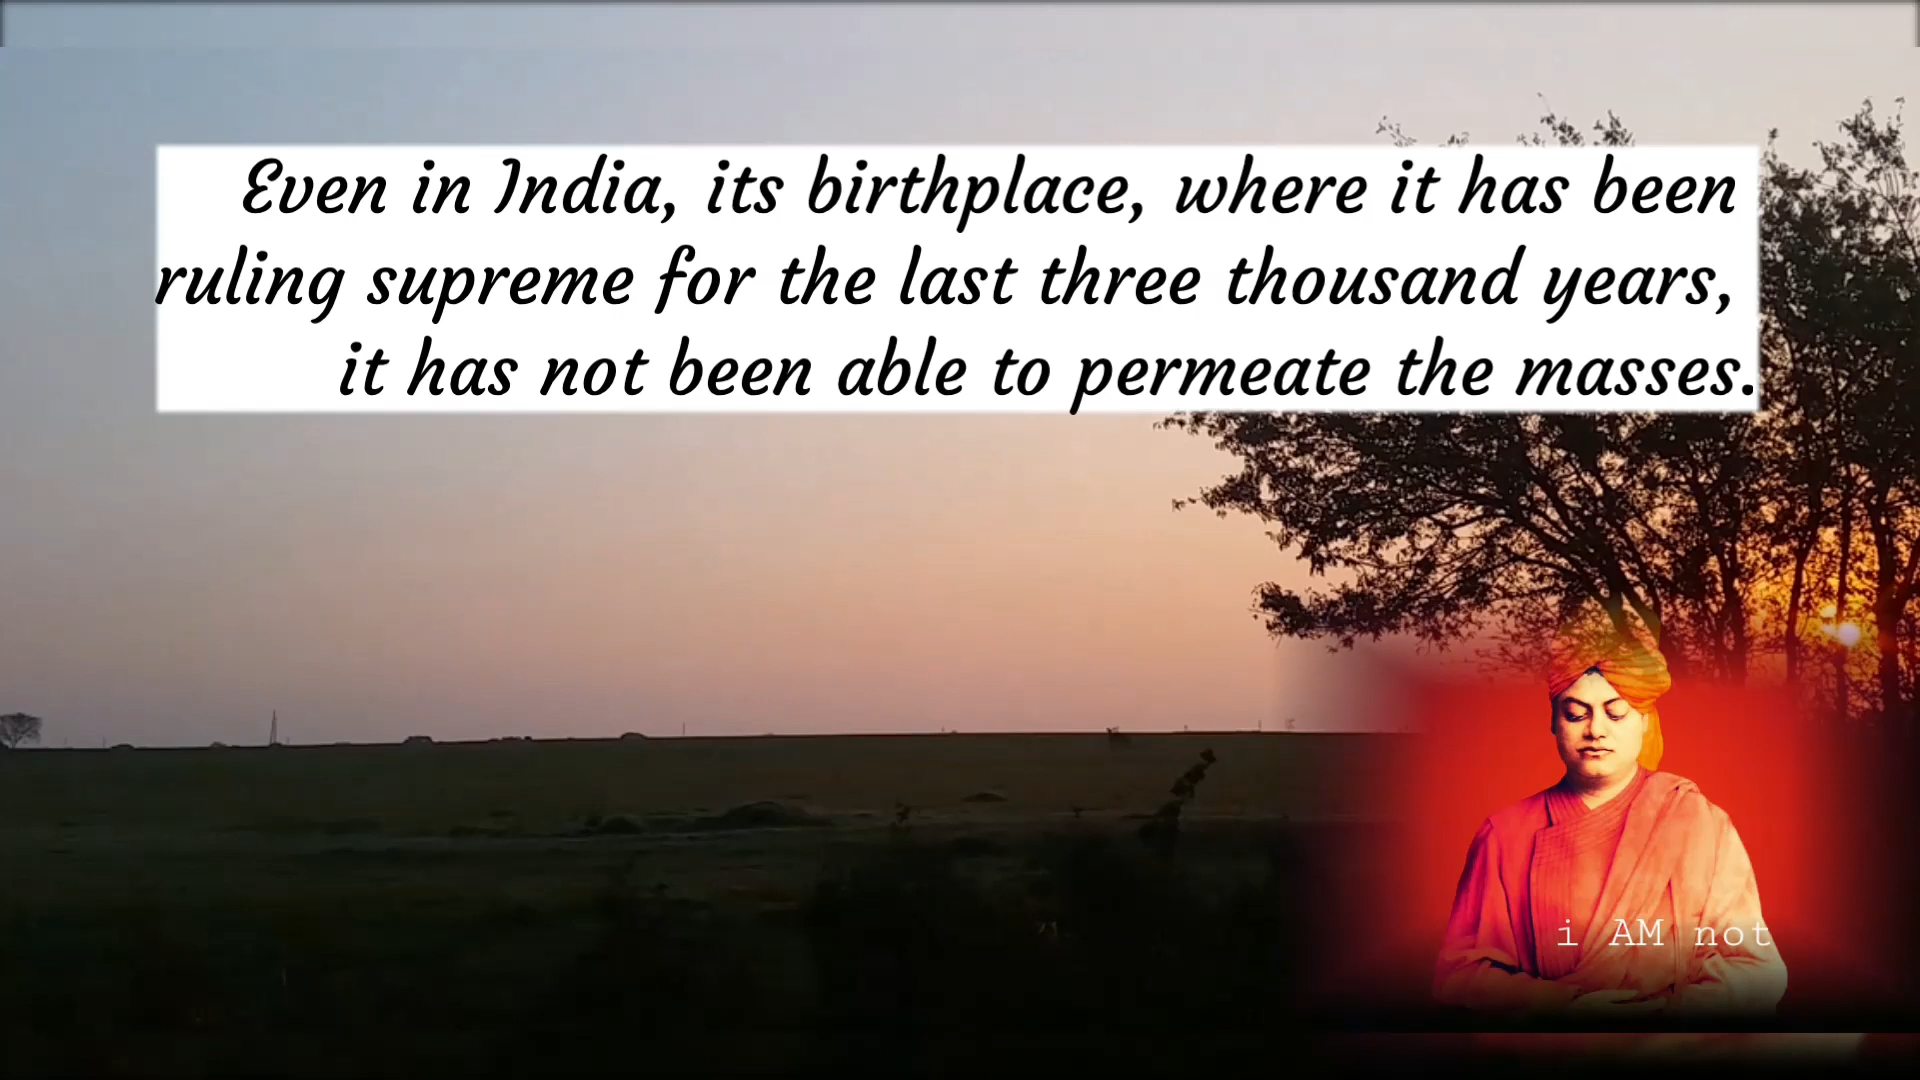 Even in India, its birthplace, where it has been
ruling supreme for the last three thousand years,
it has not been able to permeate the masses.
i AM not